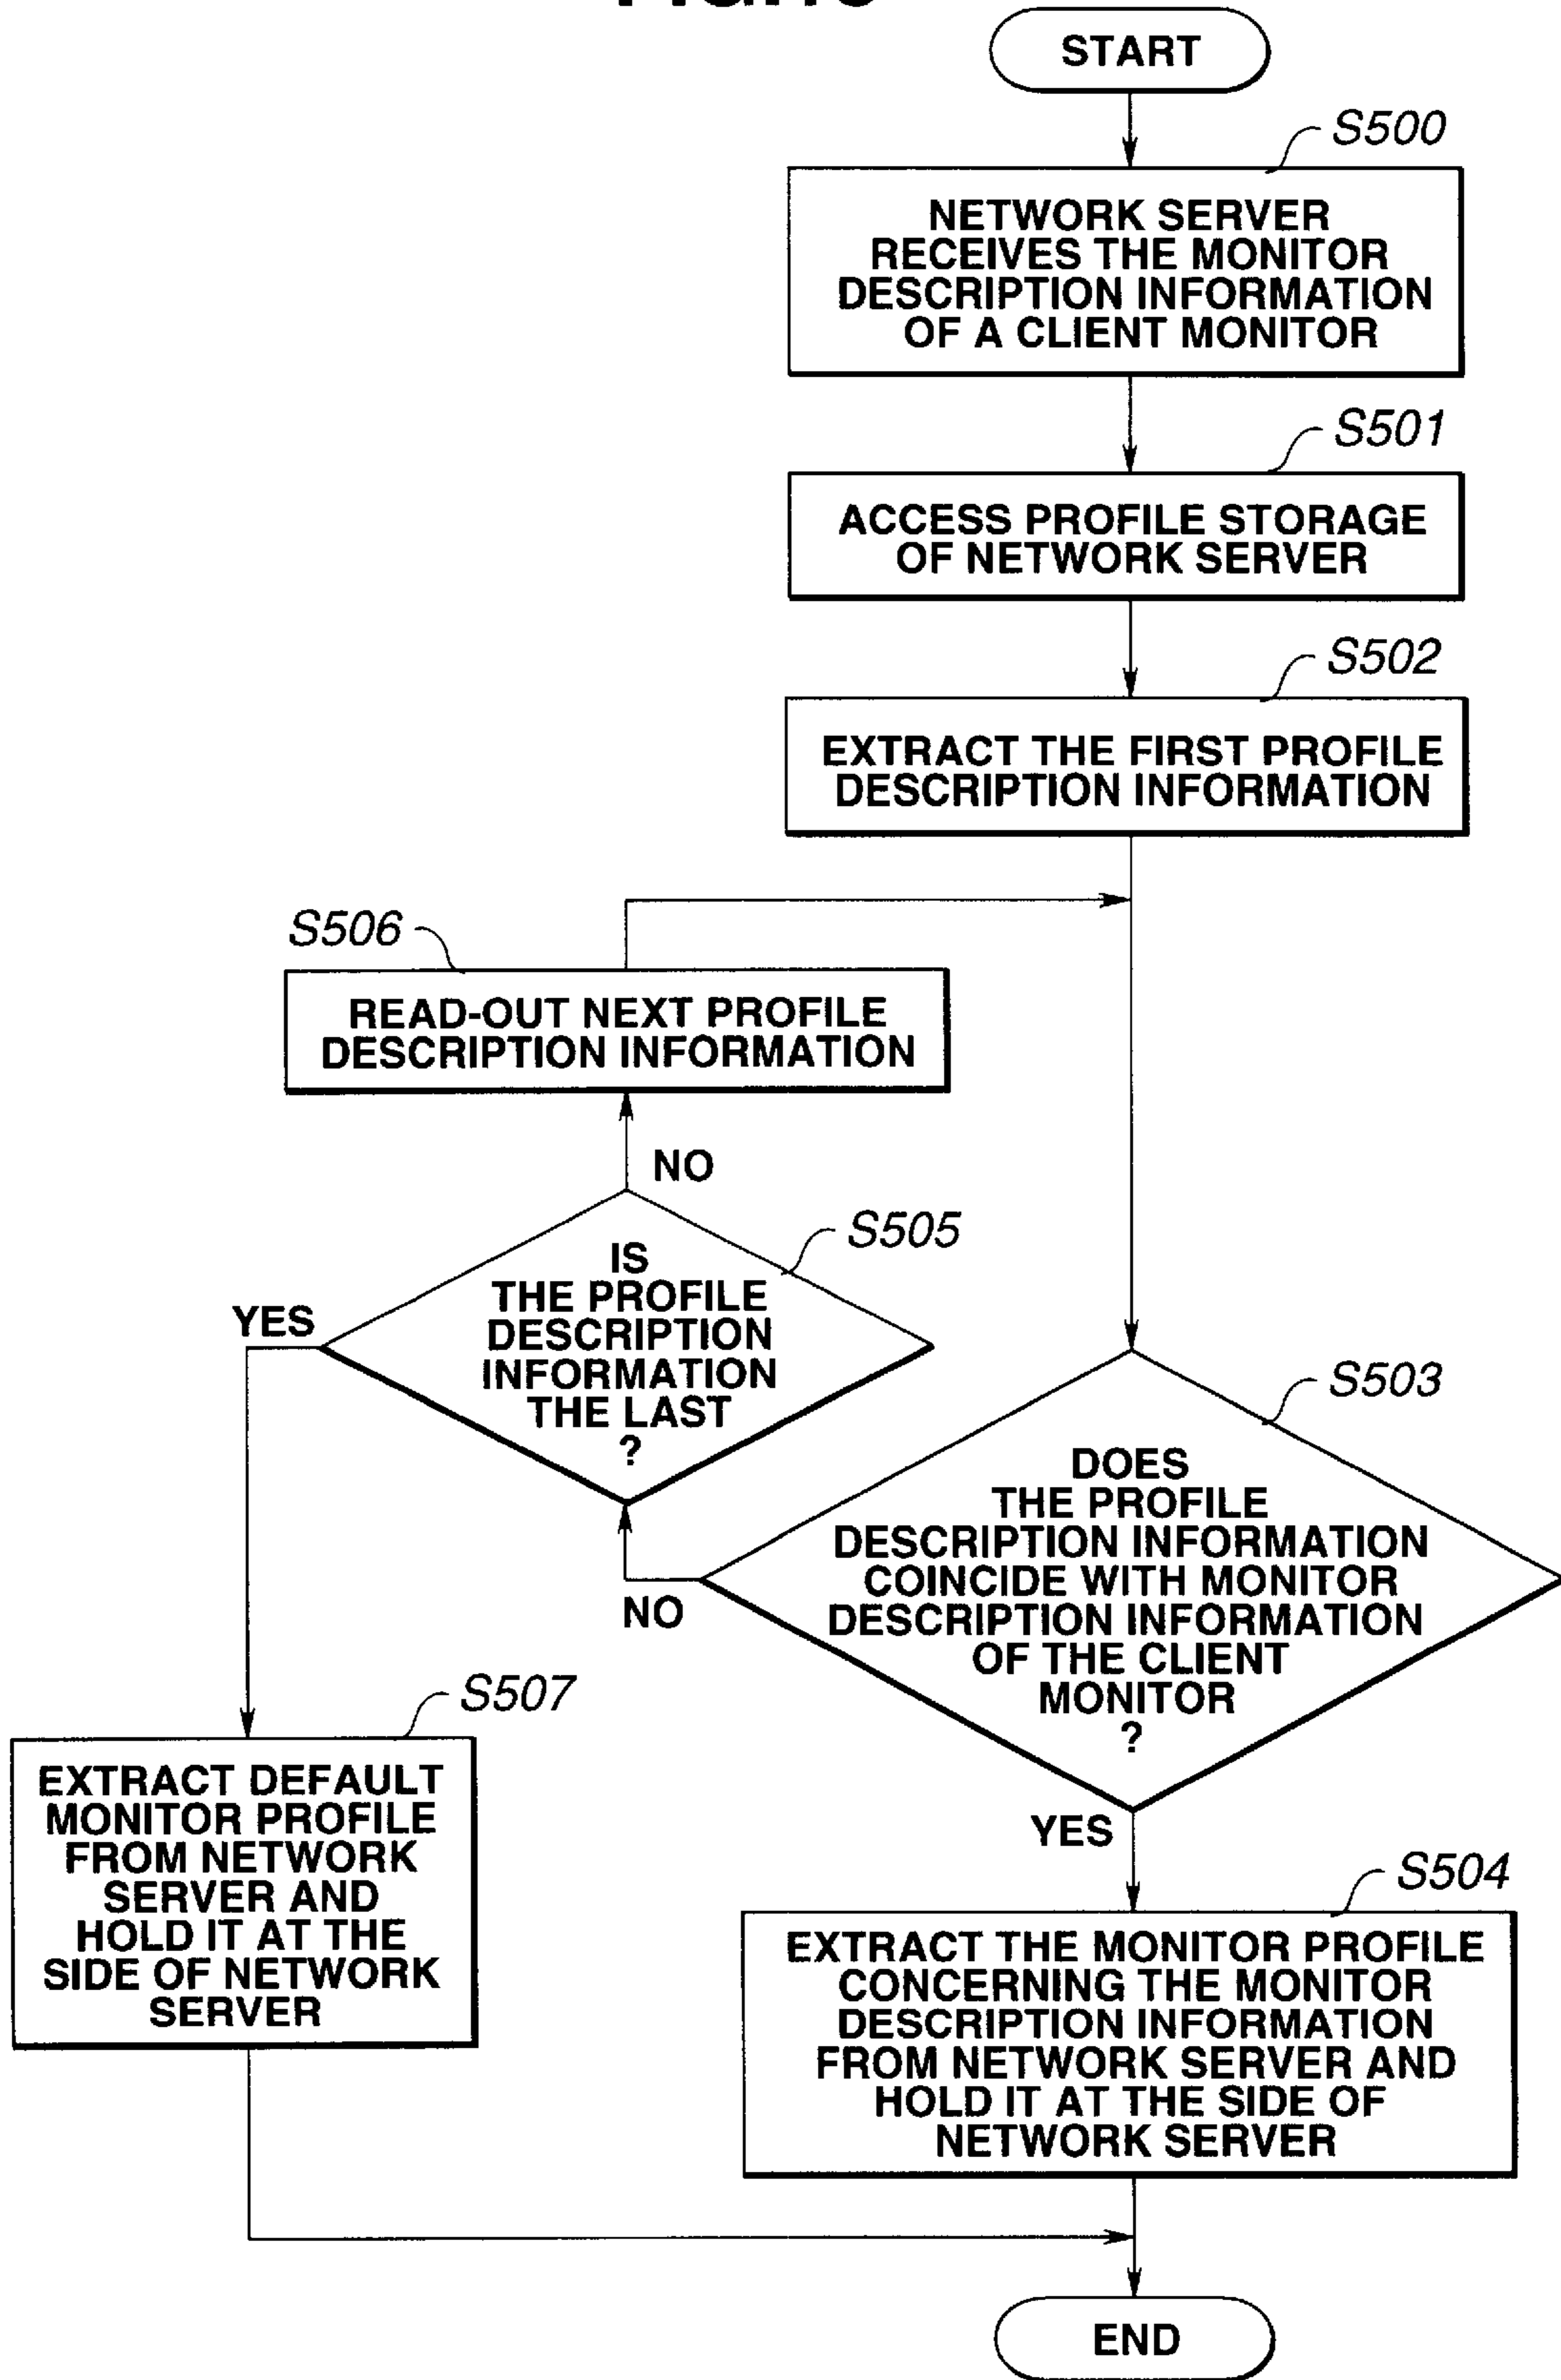 START
S500
NETWORK SERVER
RECEIVES THE MONITOR
DESCRIPTION INFORMATION
OF A CLIENT MONITOR
S501
ACCESS PROFILE STORAGE
OF NETWORK SERVER
S502
EXTRACT THE FIRST PROFILE
DESCRIPTION INFORMATION
S506
READ-OUT NEXT PROFILE
DESCRIPTION INFORMATION
NO
S505
IS
THE PROFILE
DESCRIPTION
INFORMATION
THE LAST
?
YES
S503
DOES
THE PROFILE
DESCRIPTION INFORMATION
COINCIDE WITH MONITOR
DESCRIPTION INFORMATION
OF THE CLIENT
MONITOR
?
NO
YES
S507
EXTRACT DEFAULT
MONITOR PROFILE
FROM NETWORK
SERVER AND
HOLD IT AT THE
SIDE OF NETWORK
SERVER
S504
EXTRACT THE MONITOR PROFILE
CONCERNING THE MONITOR
DESCRIPTION INFORMATION
FROM NETWORK SERVER AND
HOLD IT AT THE SIDE OF
NETWORK SERVER
END